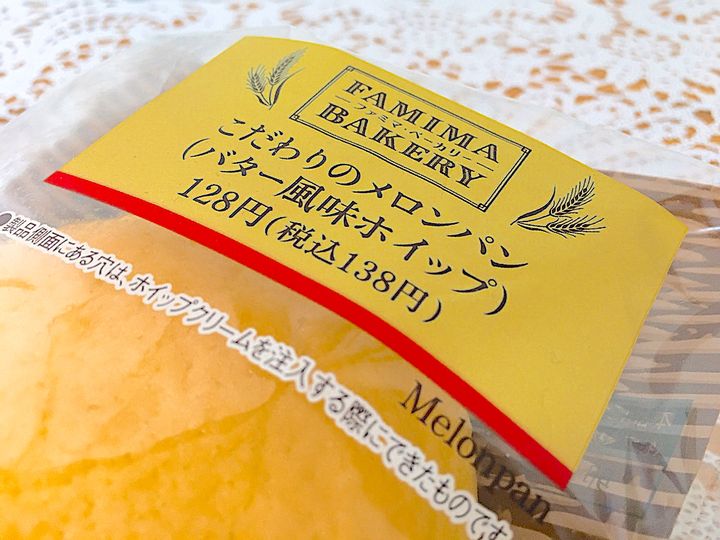 FAMIMA
ファミマ・ベーカリー
BAKERY
こだわりのメロンパン
(バター風味ホイップ)
128円(税込138円)
●製品側面にある穴は、ホイップクリームを注入する際にできたものです
Melonpan